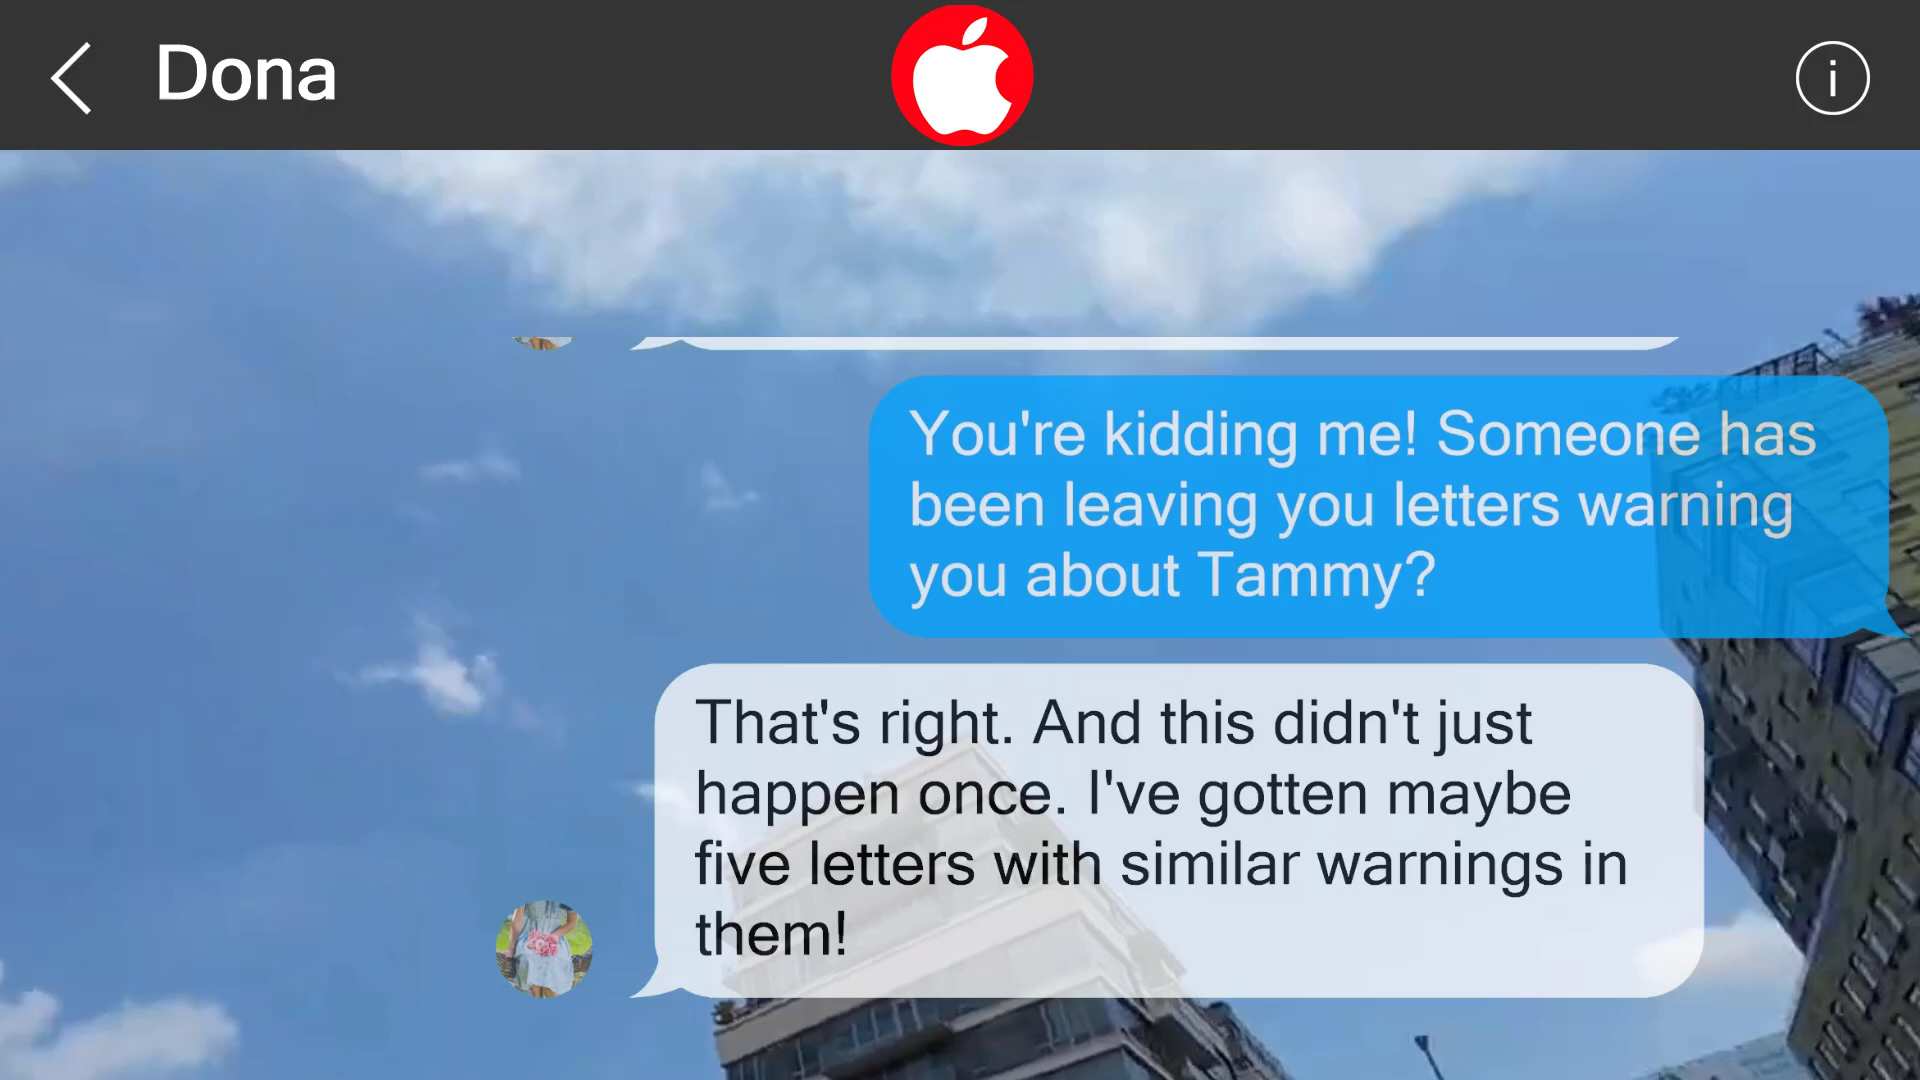 Dona
i
You're kidding me! Someone has
been leaving you letters warning
you about Tammy?
That's right. And this didn't just
happen once. I've gotten maybe
five letters with similar warnings in
them!